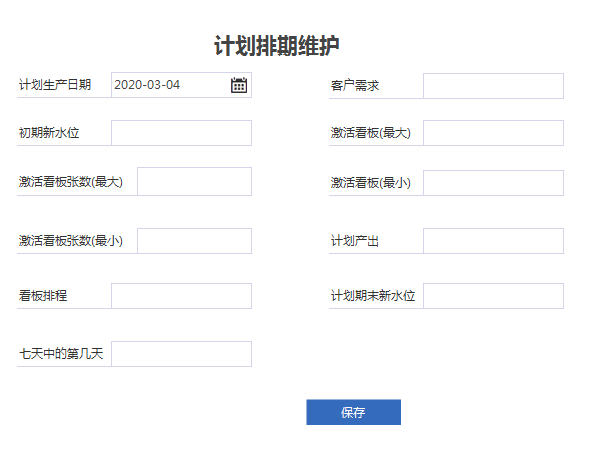 计划排期维护
计划生产日期 2020-03-04 客户需求
初期新水位 激活看板(最大)
激活看板张数(最大) 激活看板(最小)
激活看板张数(最小) 计划产出
看板排程 计划期末新水位
七天中的第几天
保存